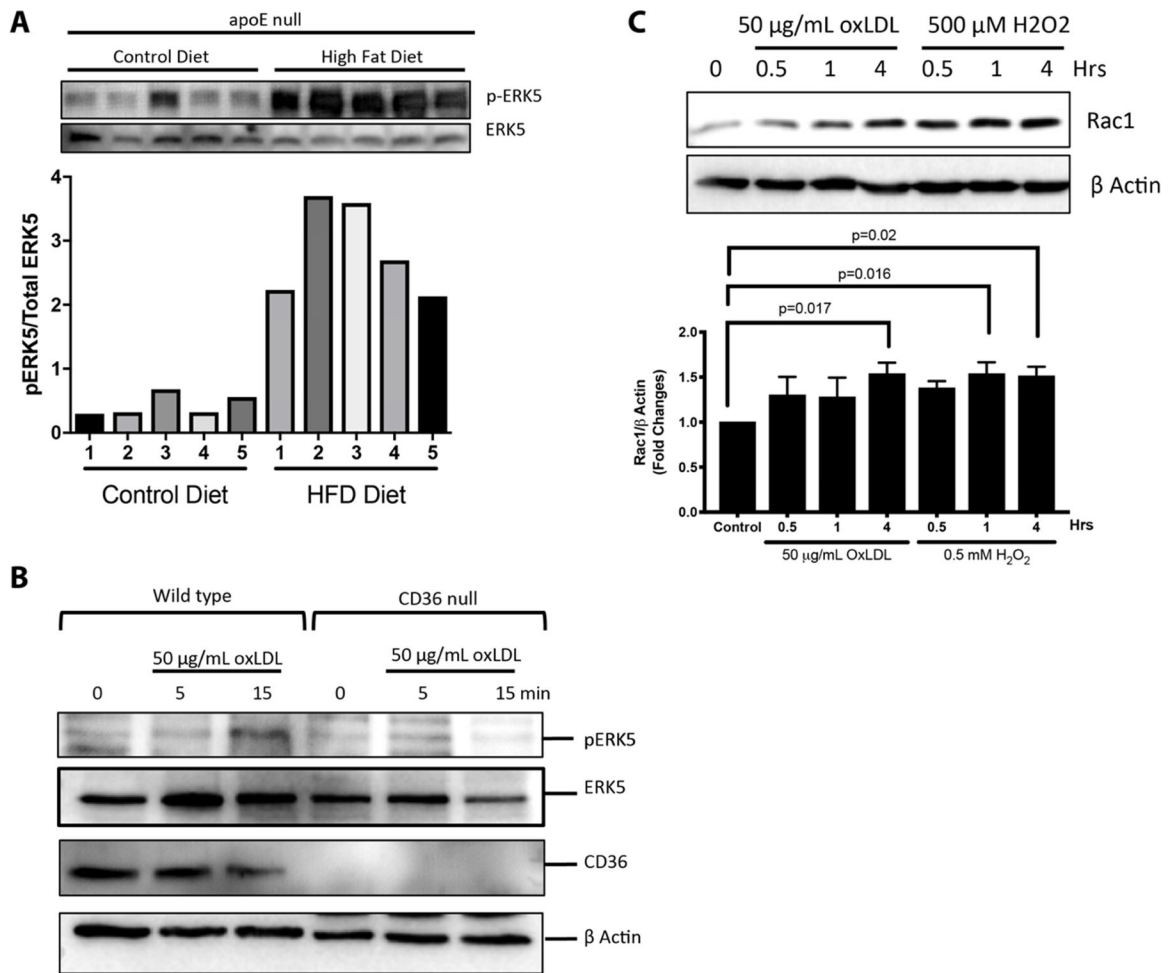 A
apoE null
Control Diet High Fat Diet
p-ERK5
ERK5
pERK5/Total ERK5
4
3
2
1
0
1 2 3 4 5 1 2 3 4 5
Control Diet HFD Diet
B
Wild type CD36 null
50 µg/mL oxLDL 50 µg/mL oxLDL
0 5 15 0 5 15 min
pERK5
ERK5
CD36
β Actin
C
50 µg/mL oxLDL 500 µM H2O2
0 0.5 1 4 0.5 1 4 Hrs
Rac1
β Actin
p=0.02
p=0.016
p=0.017
Rac1/β Actin
(Fold Changes)
2.0
1.5
1.0
0.5
0.0
Control 0.5 1 4 0.5 1 4 Hrs
50 µg/mL OxLDL 0.5 mM H₂O₂